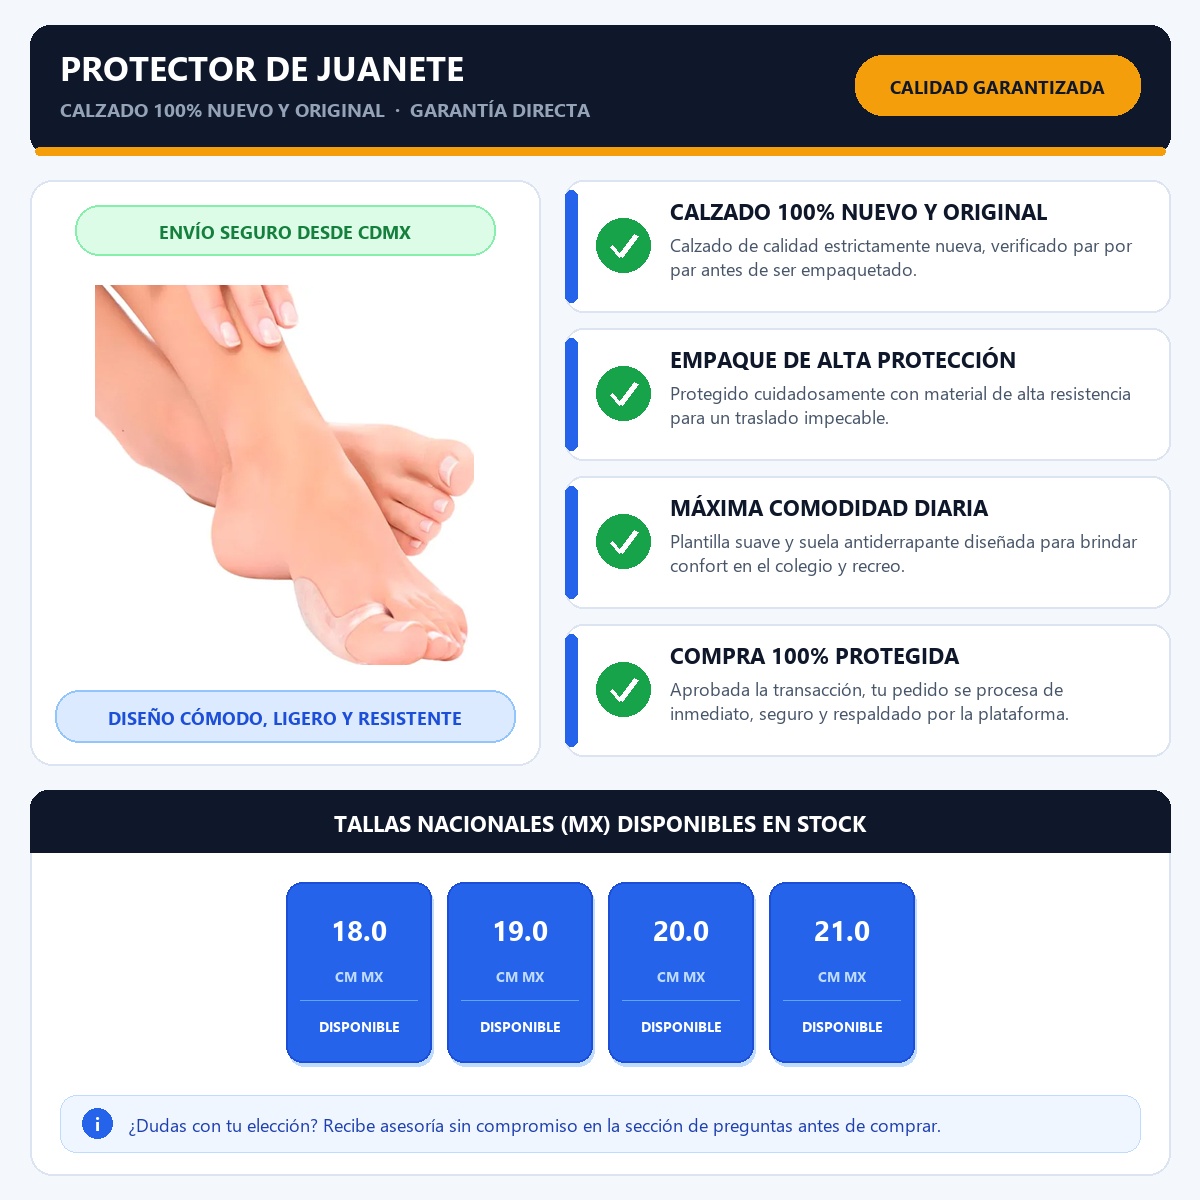 PROTECTOR DE JUANETE
CALZADO 100% NUEVO Y ORIGINAL · GARANTÍA DIRECTA
CALIDAD GARANTIZADA
ENVÍO SEGURO DESDE CDMX
DISEÑO CÓMODO, LIGERO Y RESISTENTE
CALZADO 100% NUEVO Y ORIGINAL
Calzado de calidad estrictamente nueva, verificado par por
par antes de ser empaquetado.
EMPAQUE DE ALTA PROTECCIÓN
Protegido cuidadosamente con material de alta resistencia
para un traslado impecable.
MÁXIMA COMODIDAD DIARIA
Plantilla suave y suela antiderrapante diseñada para brindar
confort en el colegio y recreo.
COMPRA 100% PROTEGIDA
Aprobada la transacción, tu pedido se procesa de
inmediato, seguro y respaldado por la plataforma.
TALLAS NACIONALES (MX) DISPONIBLES EN STOCK
18.0
CM MX
DISPONIBLE
19.0
CM MX
DISPONIBLE
20.0
CM MX
DISPONIBLE
21.0
CM MX
DISPONIBLE
¿Dudas con tu elección? Recibe asesoría sin compromiso en la sección de preguntas antes de comprar.